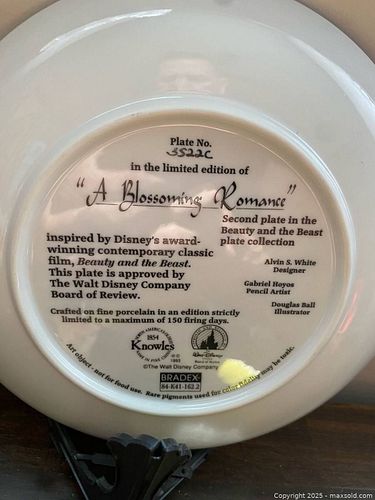 Plate No.
3522C
in the limited edition of
"A Blossoming Romance"
Second plate in the
Beauty and the Beast
plate collection
inspired by Disney's award-
winning contemporary classic
film, Beauty and the Beast.
This plate is approved by
The Walt Disney Company
Board of Review.
Alvin S. White
Designer
Gabriel Hoyos
Pencil Artist
Douglas Ball
Illustrator
Crafted on fine porcelain in an edition strictly
limited to a maximum of 150 firing days.
1854
Knowles
© 1993
Walt Disney
©The Walt Disney Company
BRADEX
84-K41-162.2
Art object - not for food use. Rare pigments used for color fidelity may be toxic.
Copyright 2025 - maxsold.com